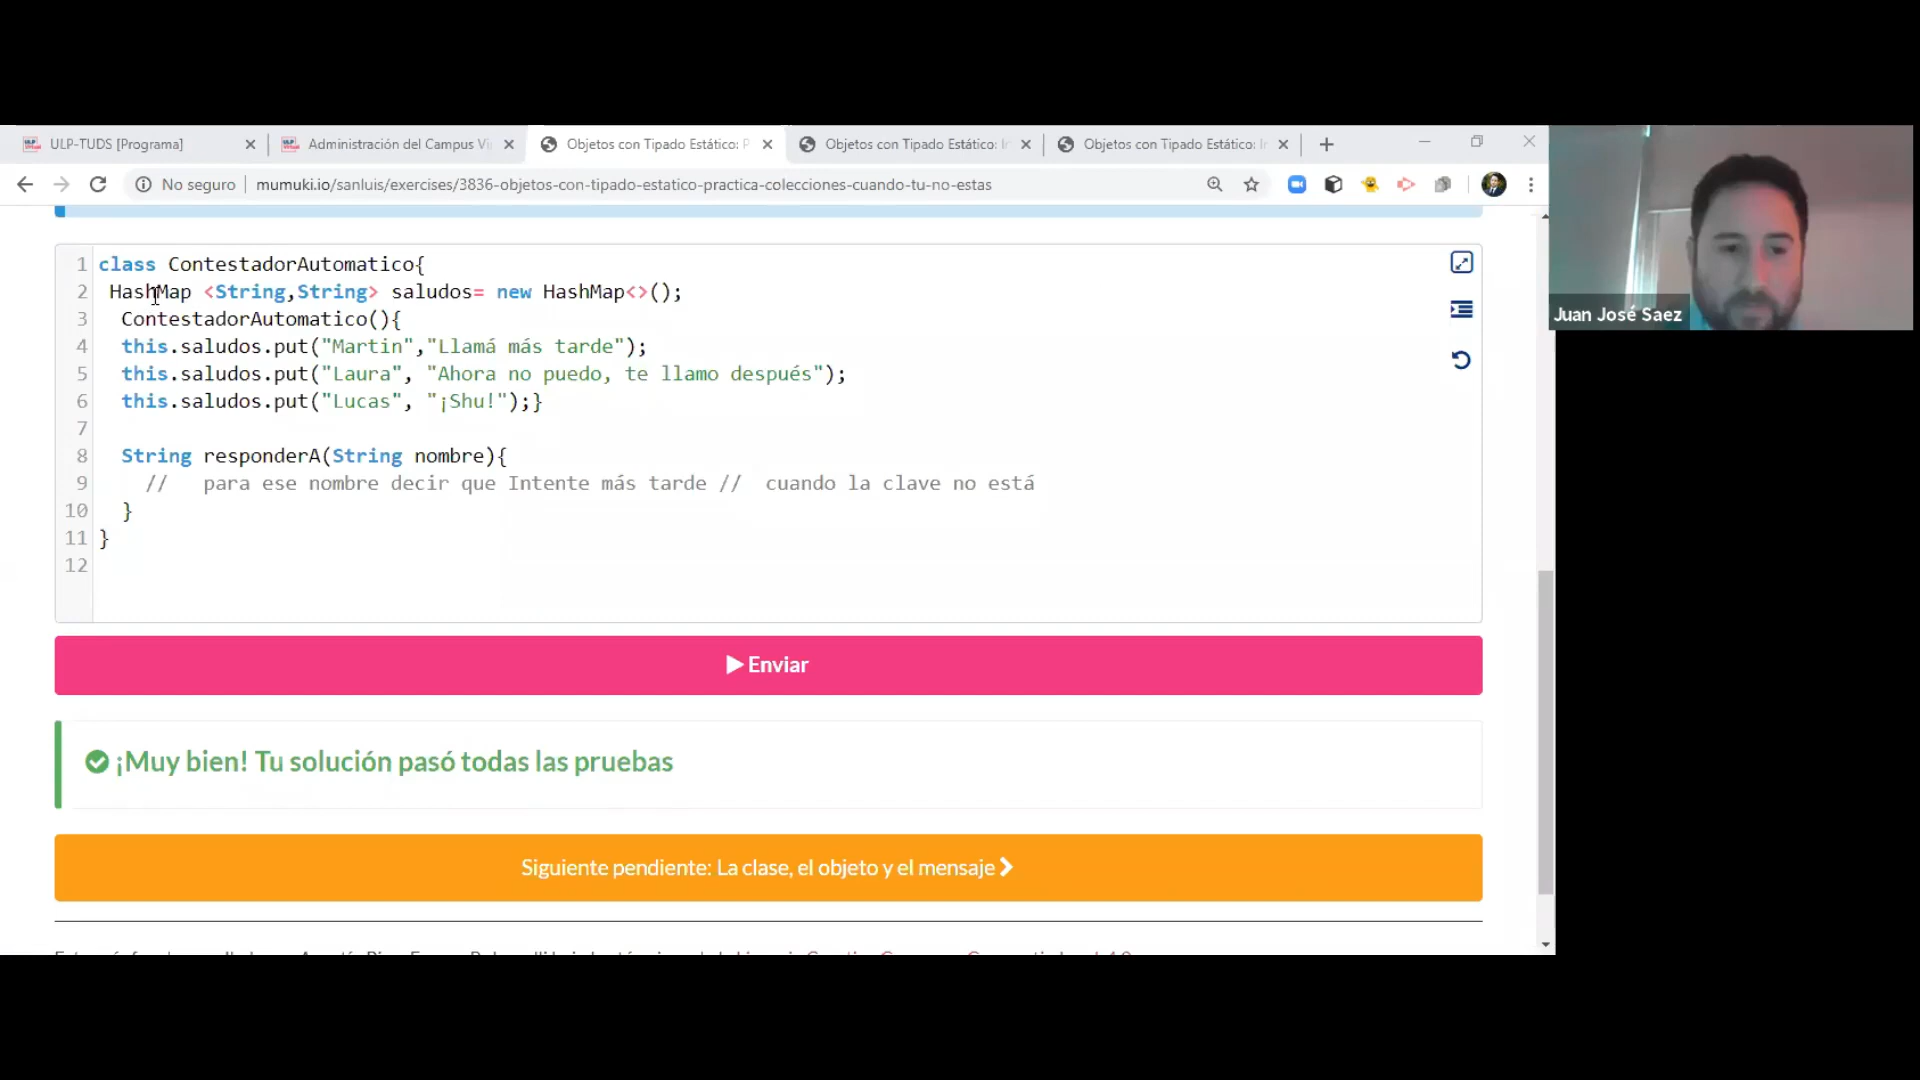 ULP-TUDS [Programa]
Administración del Campus Vi
Objetos con Tipado Estático: P
Objetos con Tipado Estático: In
Objetos con Tipado Estático: In
No seguro
mumuki.io/sanluis/exercises/3836-objetos-con-tipado-estatico-practica-colecciones-cuando-tu-no-estas
1 class ContestadorAutomatico{
2 HashMap <String,String> saludos= new HashMap<>();
3 ContestadorAutomatico(){
4 this.saludos.put("Martin","Llamá más tarde");
5 this.saludos.put("Laura", "Ahora no puedo, te llamo después");
6 this.saludos.put("Lucas", "¡Shu!");}
7
8 String responderA(String nombre){
9 // para ese nombre decir que Intente más tarde // cuando la clave no está
10 }
11 }
12
Enviar
¡Muy bien! Tu solución pasó todas las pruebas
Siguiente pendiente: La clase, el objeto y el mensaje
Juan José Saez